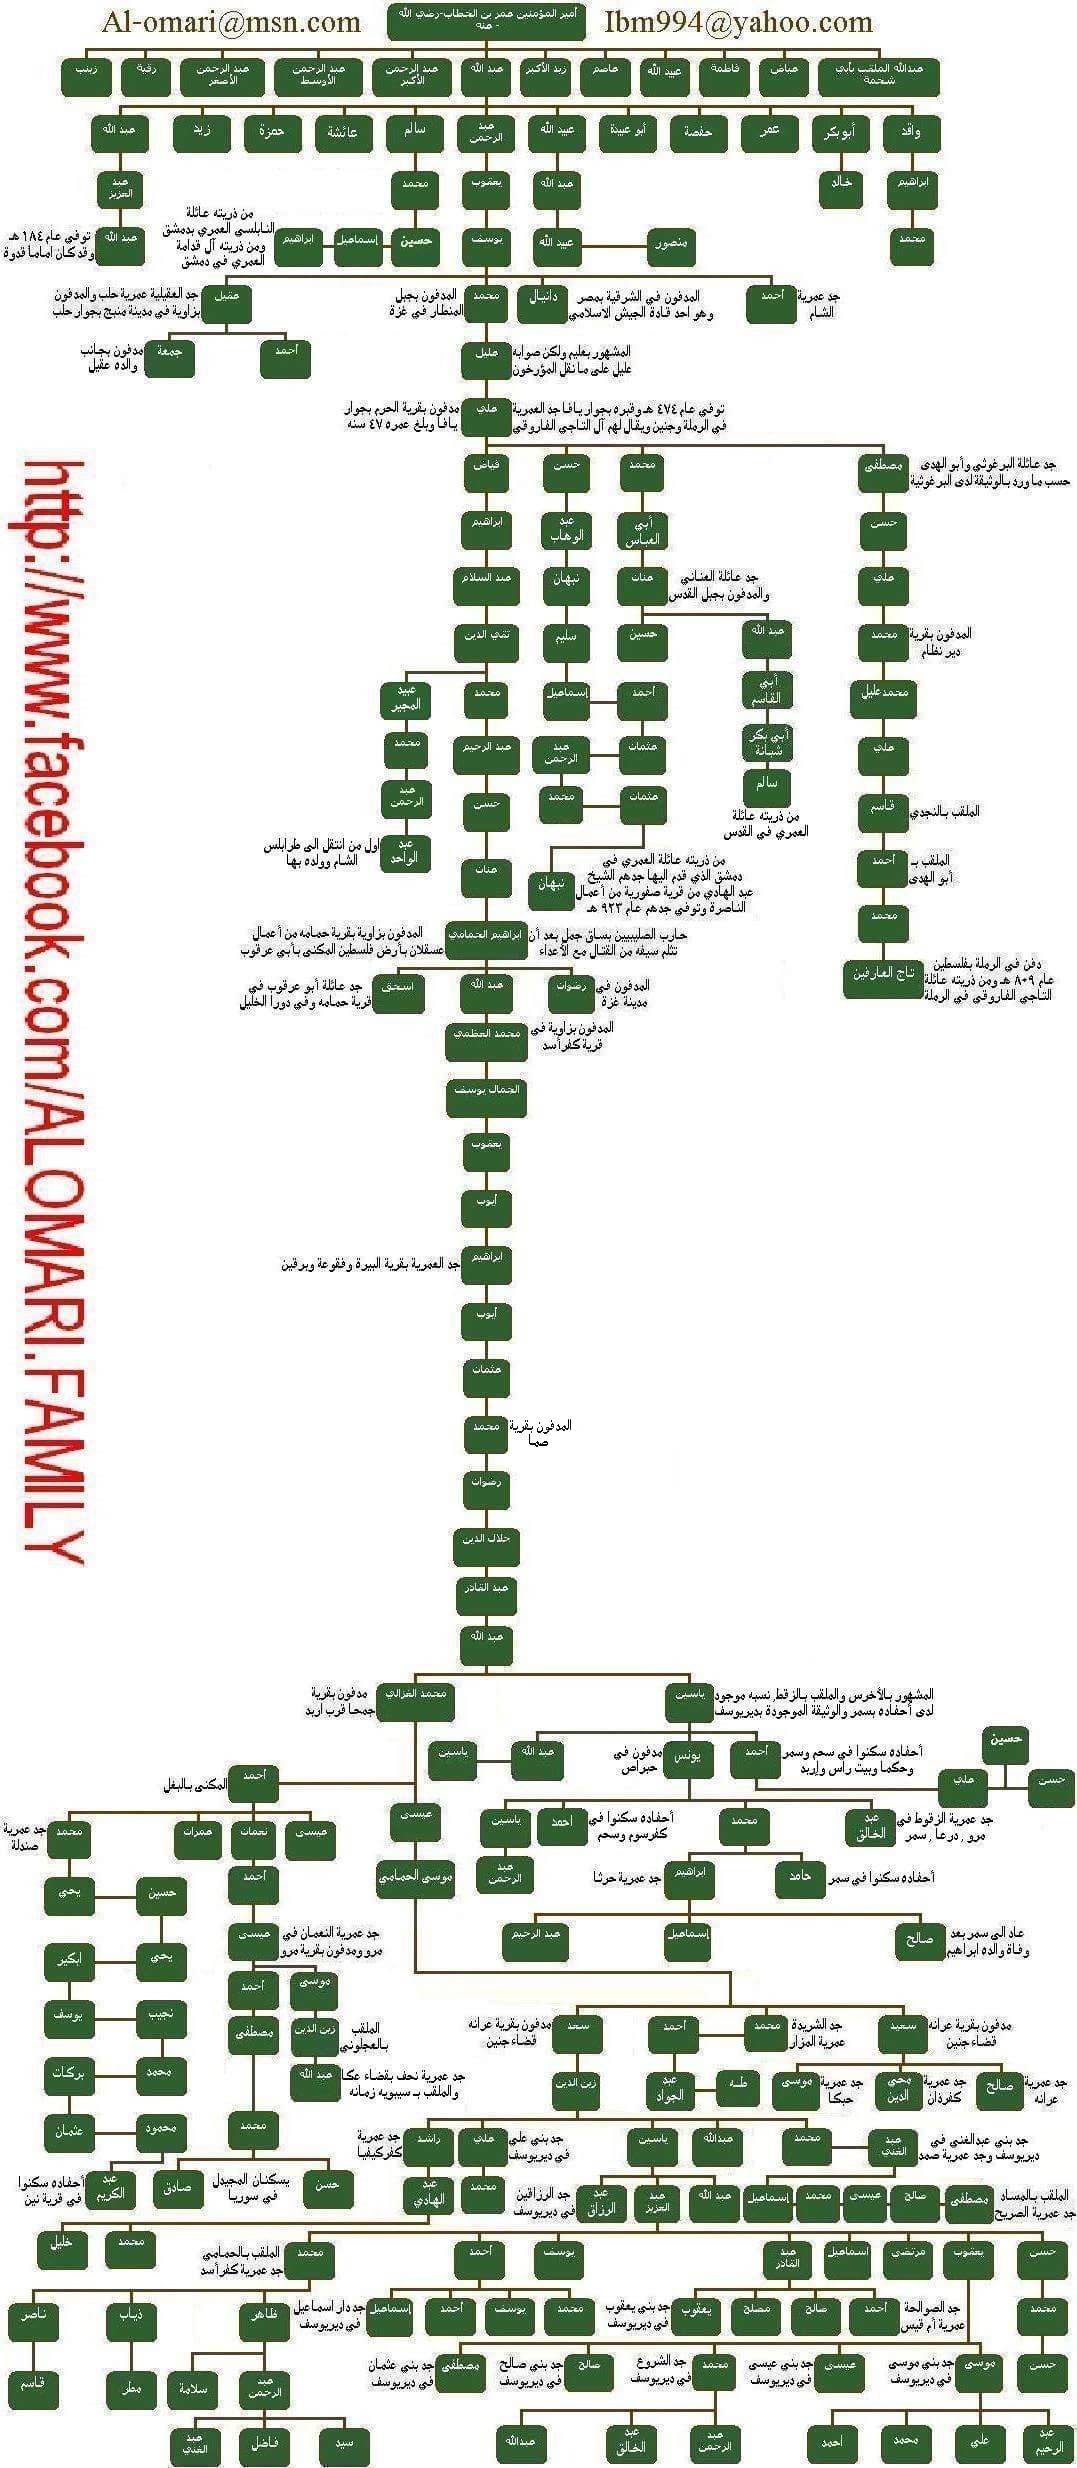 Al-omari@msn.com
أمير المؤمنين عمر بن الخطاب-رضي الله
عنه -
Ibm994@yahoo.com
عبدالله الملقب بأبي
شحمة
عياض
فاطمة
عبيد الله
عاصم
زيد الأكبر
عبد الله
عبد الرحمن
الأكبر
عبد الرحمن
الأوسط
عبد الرحمن
الأصغر
رقية
زينب
واقد
أبو بكر
عمر
حفصة
أبو عبيدة
عبيد الله
عبد
الرحمن
سالم
عائشة
حمزة
زيد
عبد الله
ابراهيم
خالد
عبد الله
يعقوب
محمد
عبد
العزيز
محمد
منصور
عبيد الله
يوسف
حسين
إسماعيل
ابراهيم
من ذريته عائلة
النابلسي العمري بدمشق
ومن ذريته آل قدامة
العمري في دمشق
عبد الله
توفي عام ١٨٤ هـ
وقد كان اماما قدوة
جد عمرية
الشام
أحمد
المدفون في الشرقية بمصر
وهو احد قادة الجيش الاسلامي
دانيال
محمد
المدفون بجبل
المنطار في غزة
عقيل
جد العقيلية عمرية حلب والمدفون
بزاوية في مدينة منبج بجوار حلب
أحمد
جمعة
مدفون بجانب
والده عقيل
المشهور بعليم ولكن صوابه
عليل على ما نقل المؤرخون
عليل
توفي عام ٤٧٤ هـ وقبره بجوار يافا جد العمرية
في الرملة وجنين ويقال لهم آل التاجي الفاروقي
علي
مدفون بقرية الحرم بجوار
يافا وبلغ عمره ٤٧ سنه
جد عائلة البرغوثي وأبو الهدى
حسب ما ورد بالوثيقة لدى البرغوثية
مصطفى
محمد
حسن
فياض
حسن
أبي
العباس
عبد
الوهاب
ابراهيم
علي
جد عائلة العناني
والمدفون بجبل القدس
عنان
نبهان
عبد السلام
المدفون بقرية
دير نظام
محمد
عبد الله
حسين
سليم
تقي الدين
محمد عليل
أبي
القاسم
أحمد
إسماعيل
محمد
عبيد
المجير
علي
أبي بكر
شبانة
عثمان
عبد
الرحمن
عبد الرحيم
محمد
الملقب بالنجدي
قاسم
سالم
عثمان
محمد
حسن
عبد
الرحمن
من ذريته عائلة
العمري في القدس
الملقب بـ
أبو الهدى
أحمد
عبد
الواحد
اول من انتقل الى طرابلس
الشام وولده بها
من ذريته عائلة العمري في
دمشق الذي قدم اليها جدهم الشيخ
عبد الهادي من قرية صفورية من أعمال
الناصرة وتوفي جدهم عام ٩٢٣ هـ
نبهان
عنان
محمد
حارب الصليبيين بساق جمل بعد أن
تثلم سيفه من القتال مع الأعداء
ابراهيم الحمامي
المدفون بزاوية بقرية حمامه من أعمال
عسقلان بأرض فلسطين المكنى بأبي عرقوب
دفن في الرملة بفلسطين
عام ٨٠٩ هـ ومن ذريته عائلة
التاجي الفاروقي في الرملة
تاج العارفين
المدفون في
مدينة غزة
رضوان
عبد الله
اسحق
جد عائلة أبو عرقوب في
قرية حمامه وفي دورا الخليل
المدفون بزاوية في
قرية كفرأسد
محمد العظمي
الجمال يوسف
يعقوب
أيوب
ابراهيم
جد العمرية بقرية البيرة وفقوعة وبرقين
أيوب
عثمان
المدفون بقرية
صما
محمد
رضوان
جلال الدين
عبد القادر
عبد الله
http://www.facebook.com/ALOMARI.FAMILY
المشهور بالأخرس والملقب بالزقط, نسبه موجود
لدى أحفاده بسمر والوثيقة الموجودة بديريوسف
ياسين
محمد الغزالي
مدفون بقرية
جمحا قرب اربد
حسين
أحفاده سكنوا في سحم وسمر
وحكما وبيت راس وإربد
أحمد
يونس
مدفون في
حبراص
عبد الله
ياسين
حسن
علي
أحمد
المكنى بالبغل
جد عمرية الزقوط في
مرو, درعا, سمر
عبد
الخالق
محمد
أحفاده سكنوا في
كفرسوم وسحم
احمد
ياسين
عيسى
عيسى
نعمان
عمران
محمد
جد عمرية
صندلة
أحفاده سكنوا في سمر
حامد
ابراهيم
جد عمرية حرثا
عبد
الرحمن
موسى الحمامي
أحمد
حسين
يحي
عاد الى سمر بعد
وفاة والده ابراهيم
صالح
إسماعيل
عبد الرحيم
جد عمرية النعمان في
مرو ومدفون بقرية مرو
عيسى
يحي
ابكير
موسى
أحمد
نجيب
يوسف
مدفون بقرية عرانه
قضاء جنين
سعيد
جد الشريدة
عمرية المزار
محمد
أحمد
سعد
مدفون بقرية عرانه
قضاء جنين
الملقب
بالعجلوني
زين الدين
مصطفى
محمد
بركات
جد عمرية
عرانه
صالح
جد عمرية
كفردان
محي
الدين
جد عمرية
حبكا
موسى
طه
عبد
الجواد
زين الدين
جد عمرية نحف بقضاء عكا
والملقب بـ سيبويه زمانه
عبد الله
محمد
محمود
عثمان
جد بني عبدالغني في
ديريوسف وجد عمرية صمد
عبد
الغني
محمد
عبدالله
ياسين
جد بني علي
في ديريوسف
علي
راشد
جد عمرية
كفركيفيا
حسن
يسكنان المجيدل
في سوريا
صادق
عبد
الكريم
أحفاده سكنوا
في قرية نين
الملقب بالمساد
جد عمرية الصريح
مصطفى
صالح
عيسى
محمد
إسماعيل
عبد الله
عبد
العزيز
عبد
الرزاق
جد الرزاقين
في ديريوسف
محمد
عبد
الهادي
محمد
خليل
حسن
يعقوب
مرتضى
اسماعيل
عبد
القادر
يوسف
أحمد
محمد
الملقب بالحمامي
جد عمرية كفرأسد
محمد
جد الصوالحة
عمرية أم قيس
أحمد
صالح
مصلح
يعقوب
جد بني يعقوب
في ديريوسف
محمد
يوسف
أحمد
إسماعيل
جد دار اسماعيل
في ديريوسف
ظاهر
ذياب
ناصر
حسن
موسى
جد بني موسى
في ديريوسف
عيسى
جد بني عيسى
في ديريوسف
محمد
جد الشروع
في ديريوسف
صالح
جد بني صالح
في ديريوسف
مصطفى
جد بني عثمان
في ديريوسف
عبد
الرحمن
سلامة
مطر
قاسم
عبد
الرحيم
علي
محمد
احمد
عبد
الرحمن
عبد
الخالق
عبدالله
سيد
فاضل
عبد
الغني